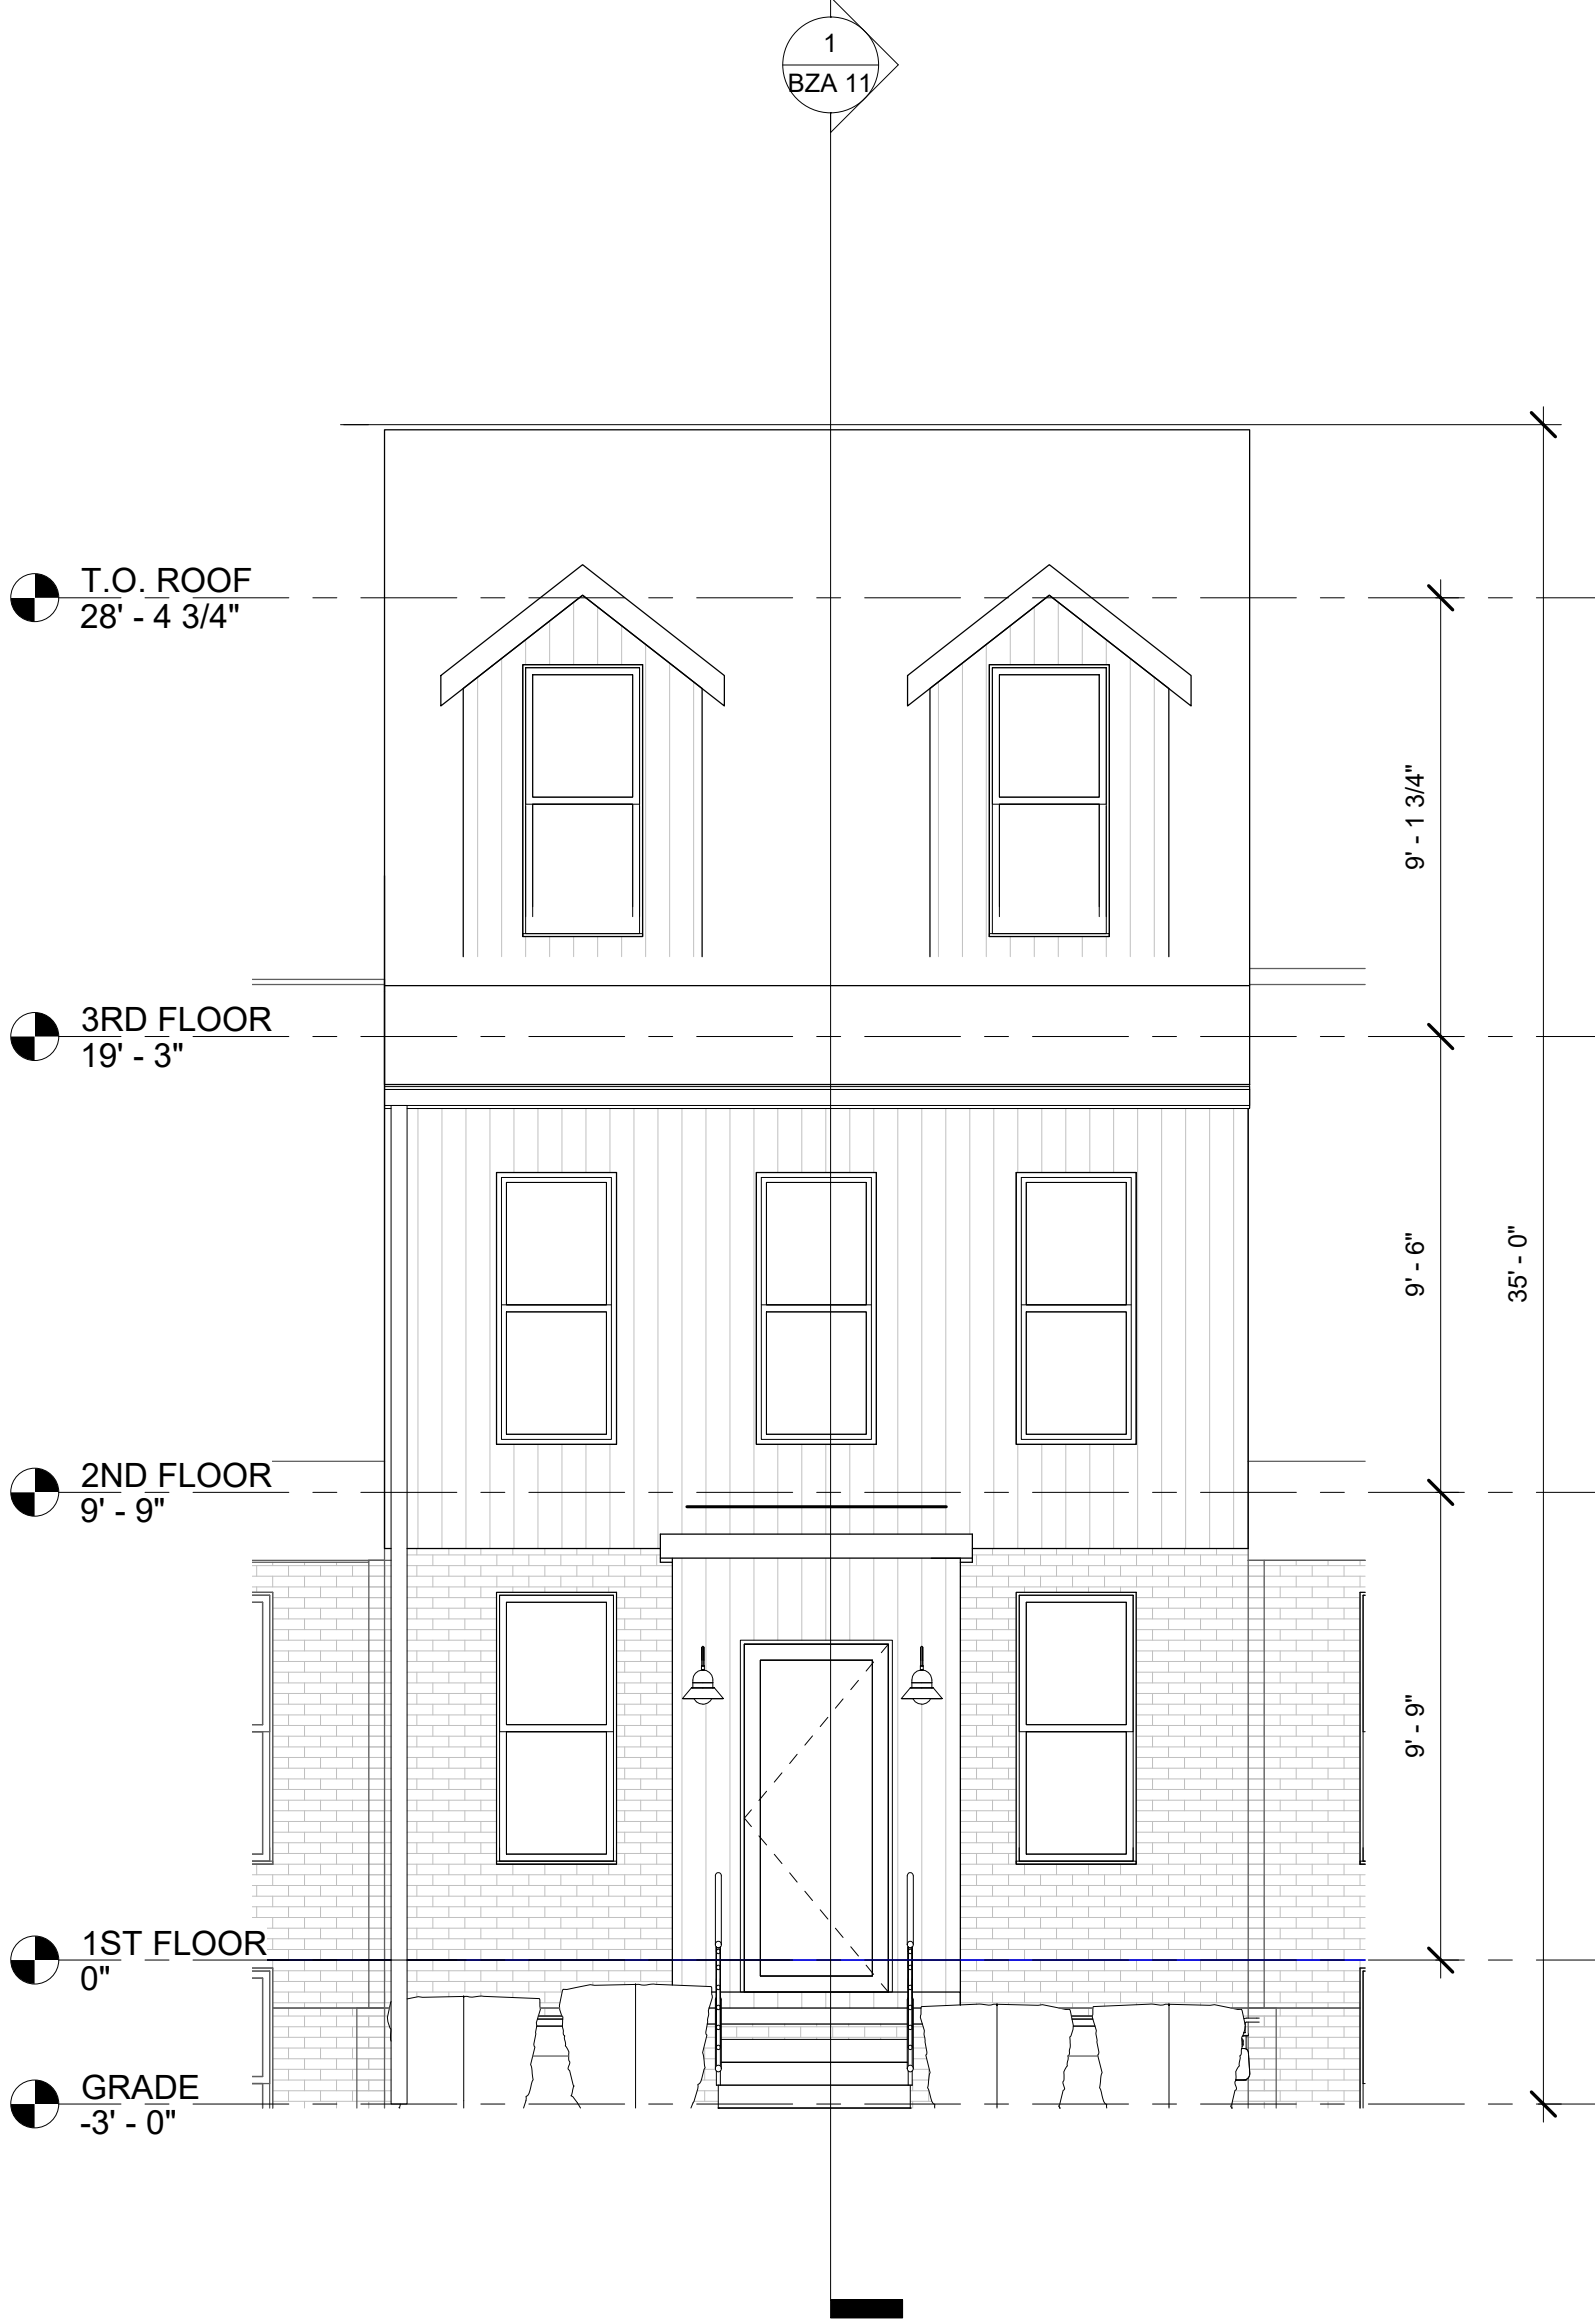 1
BZA 11
T.O. ROOF
28' - 4 3/4"
9' - 1 3/4"
3RD FLOOR
19' - 3"
9' - 6"
35' - 0"
2ND FLOOR
9' - 9"
9' - 9"
1ST FLOOR
0"
GRADE
-3' - 0"